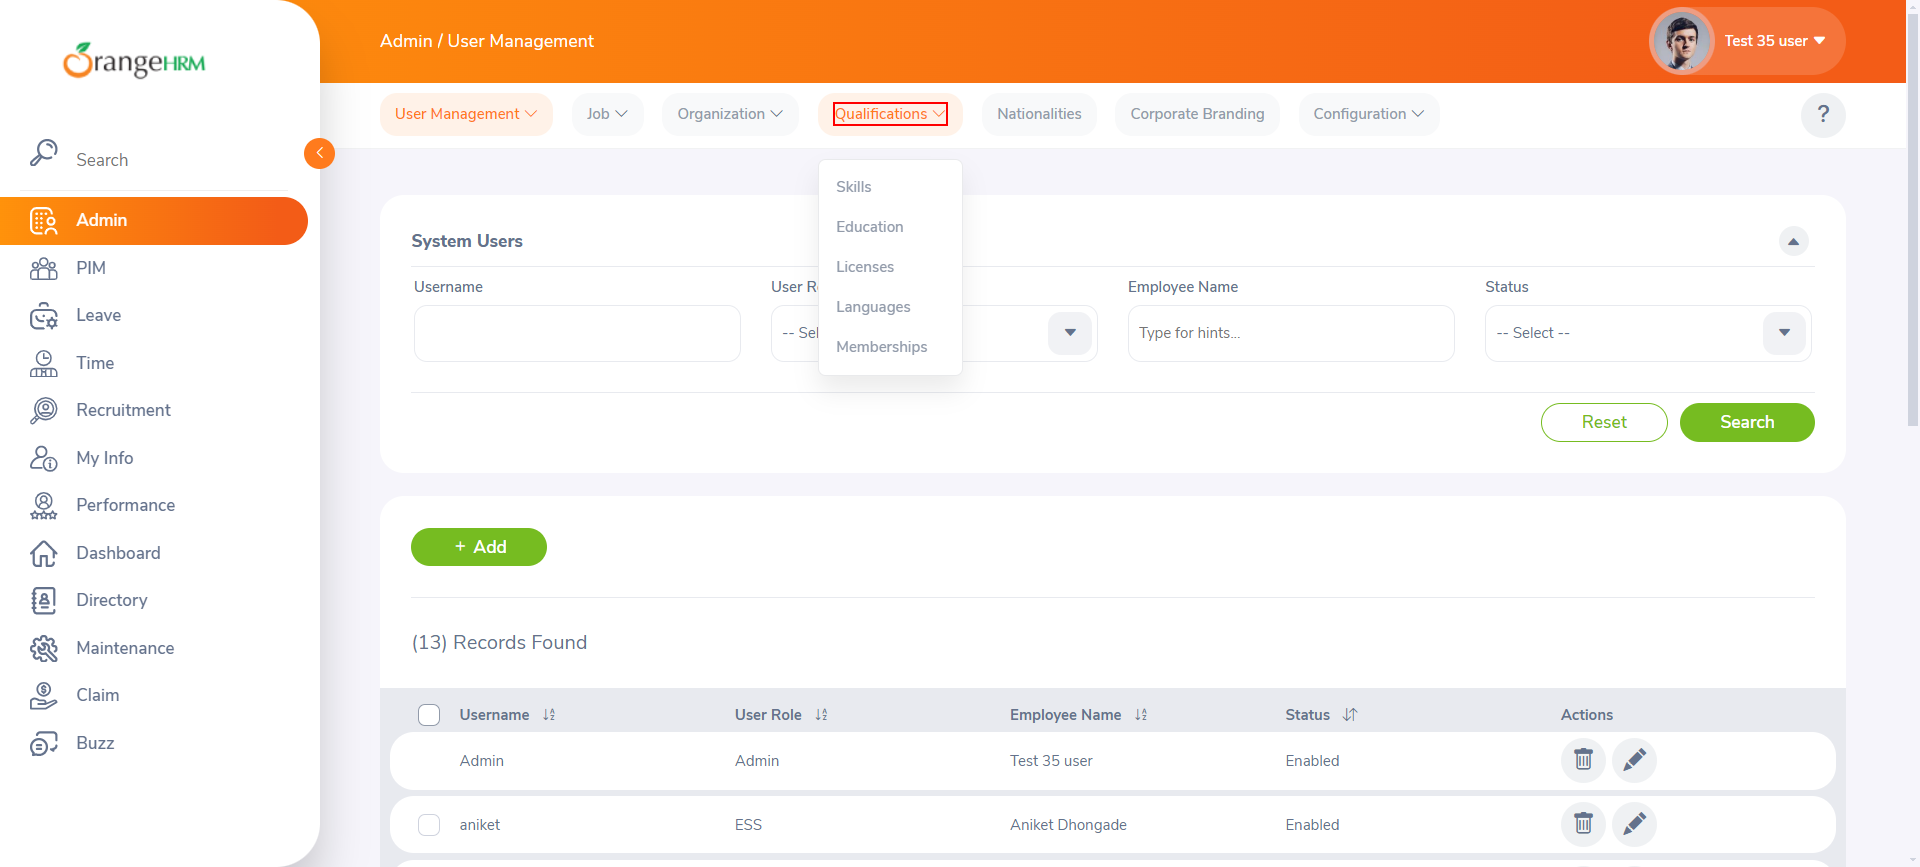 OrangeHRM
Search
Admin
PIM
Leave
Time
Recruitment
My Info
Performance
Dashboard
Directory
Maintenance
Claim
Buzz
Admin / User Management
Test 35 user
User Management
Job
Organization
Qualifications
Nationalities
Corporate Branding
Configuration
?
Skills
Education
Licenses
Languages
Memberships
System Users
Username
User R
Employee Name
Status
-- Sel
Type for hints...
-- Select --
Reset
Search
+ Add
(13) Records Found
Username User Role Employee Name Status Actions
Admin Admin Test 35 user Enabled
aniket ESS Aniket Dhongade Enabled